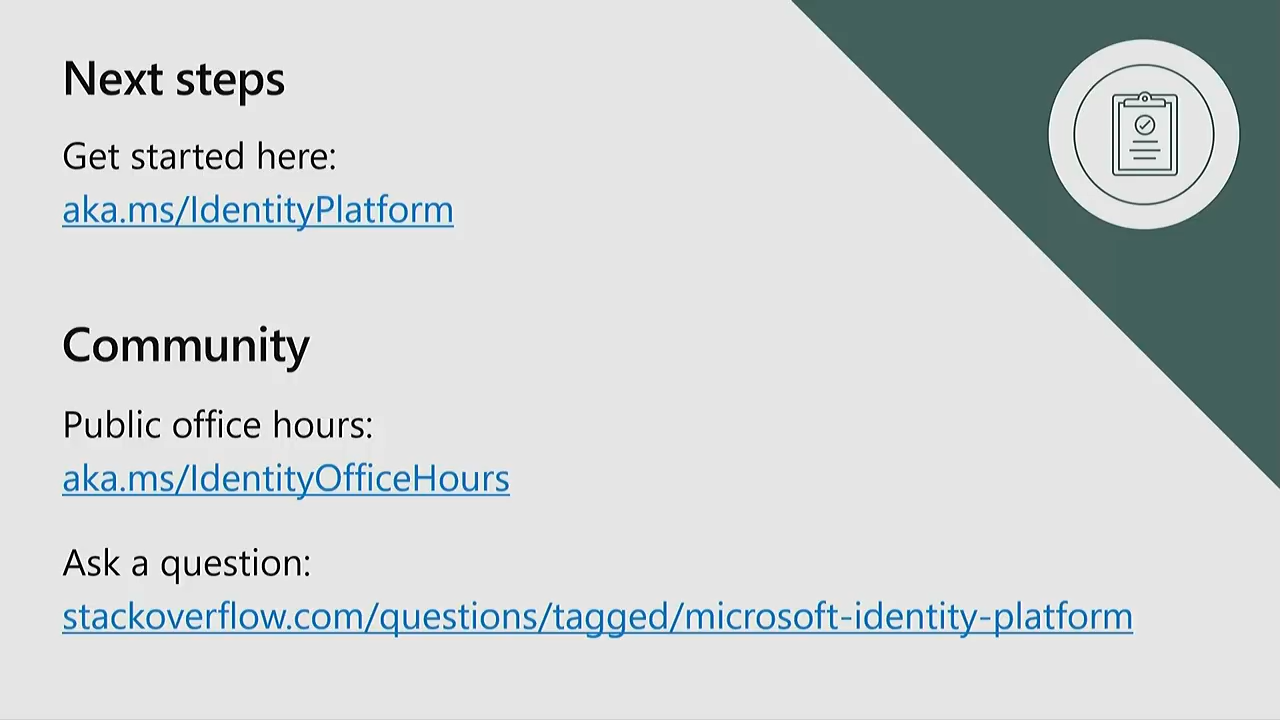 Next steps
Get started here:
aka.ms/IdentityPlatform
Community
Public office hours:
aka.ms/IdentityOfficeHours
Ask a question:
stackoverflow.com/questions/tagged/microsoft-identity-platform